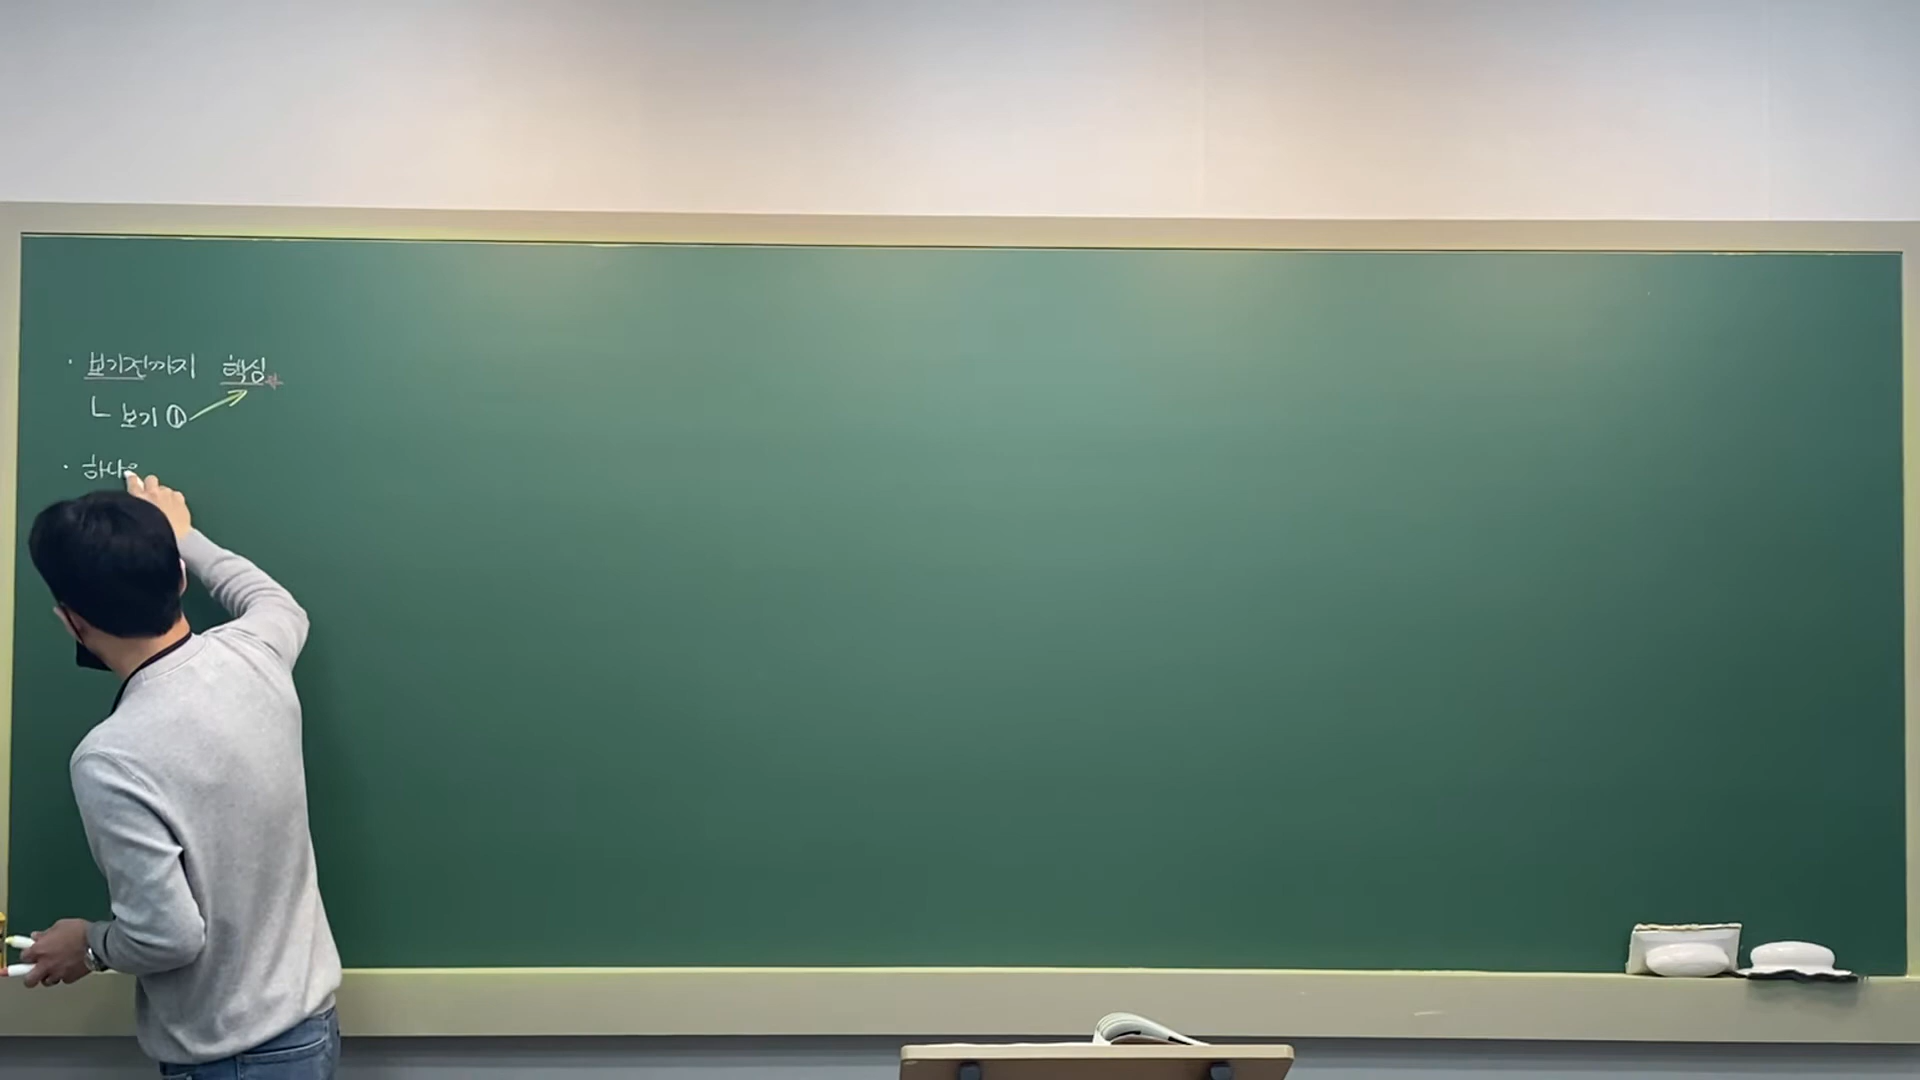 · 보기전까지 핵심*
ㄴ 보기 ①
· 하나